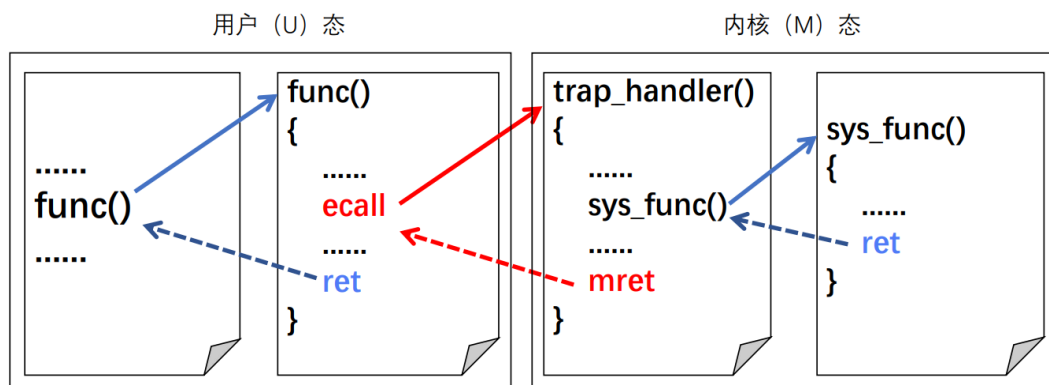 用户（U）态
......
func()
......
func()
{
......
ecall
......
ret
}
内核（M）态
trap_handler()
{
......
sys_func()
......
mret
}
sys_func()
{
......
ret
}